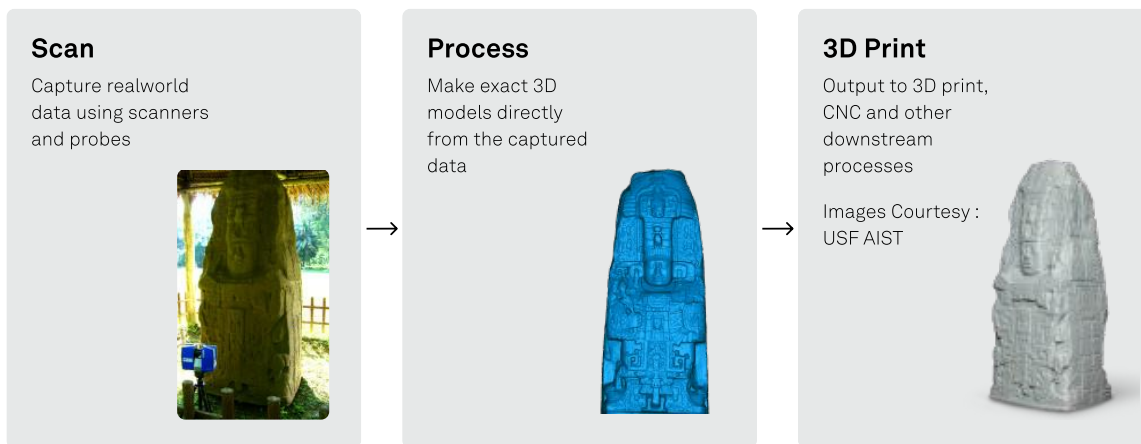 Scan
Capture realworld
data using scanners
and probes
Process
Make exact 3D
models directly
from the captured
data
3D Print
Output to 3D print,
CNC and other
downstream
processes
Images Courtesy :
USF AIST